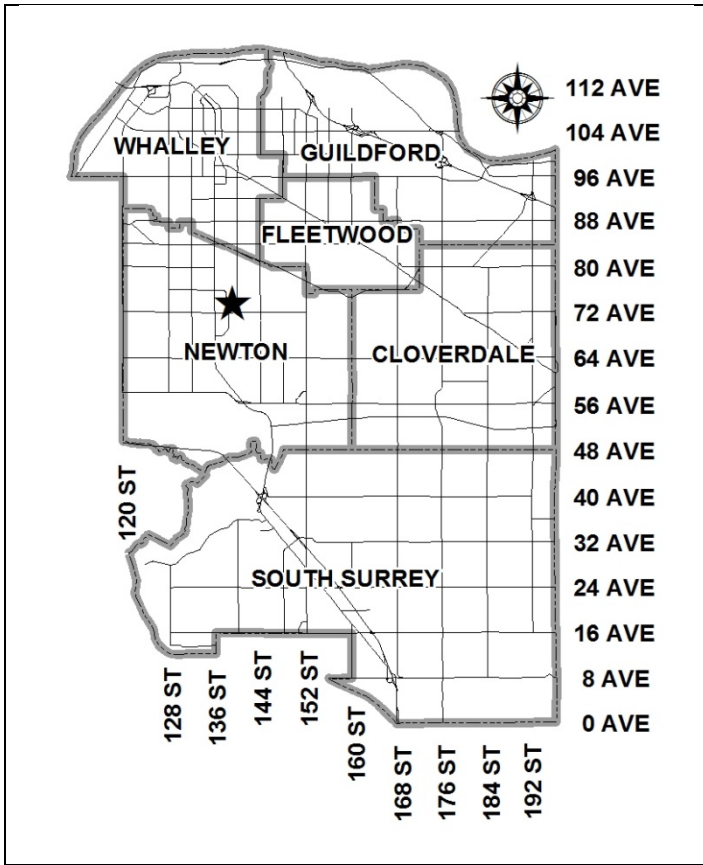 112 AVE
104 AVE
WHALLEY
GUILDFORD
96 AVE
88 AVE
FLEETWOOD
80 AVE
72 AVE
NEWTON
CLOVERDALE
64 AVE
56 AVE
48 AVE
40 AVE
120 ST
32 AVE
SOUTH SURREY
24 AVE
16 AVE
8 AVE
0 AVE
128 ST
136 ST
144 ST
152 ST
160 ST
168 ST
176 ST
184 ST
192 ST